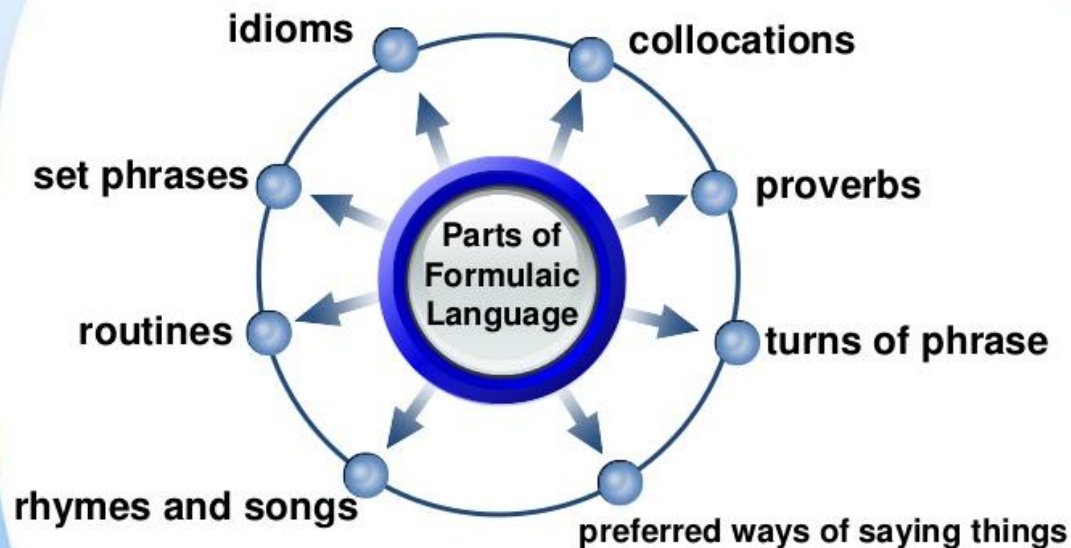 idioms
collocations
set phrases
proverbs
Parts of
Formulaic
Language
routines
turns of phrase
rhymes and songs
preferred ways of saying things